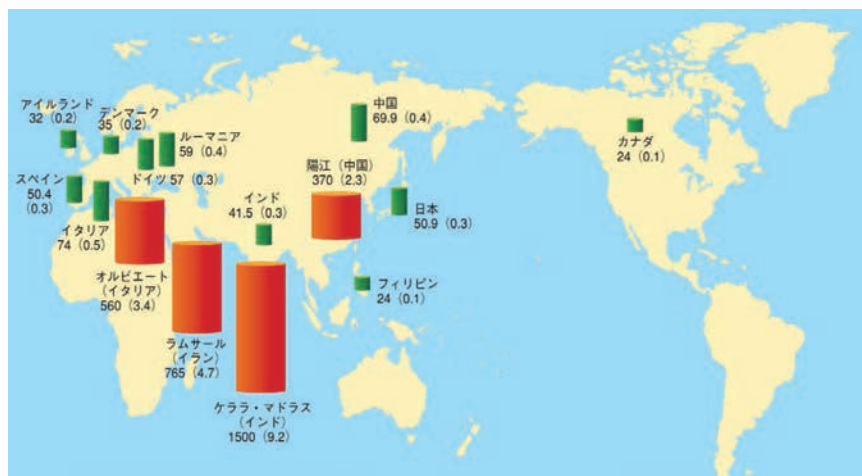 アイルランド
32（0.2）
デンマーク
35（0.2）
ルーマニア
59（0.4）
ドイツ 57（0.3）
スペイン
50.4
（0.3）
イタリア
74（0.5）
オルビエート
（イタリア）
560（3.4）
ラムサール
（イラン）
765（4.7）
インド
41.5（0.3）
ケララ・マドラス
（インド）
1500（9.2）
中国
69.9（0.4）
陽江（中国）
370（2.3）
日本
50.9（0.3）
フィリピン
24（0.1）
カナダ
24（0.1）